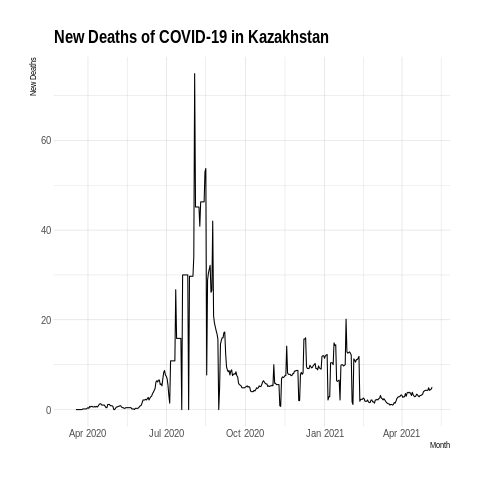 New Deaths of COVID-19 in Kazakhstan
New Deaths
60
40
20
0
Apr 2020 Jul 2020 Oct 2020 Jan 2021 Apr 2021
Month